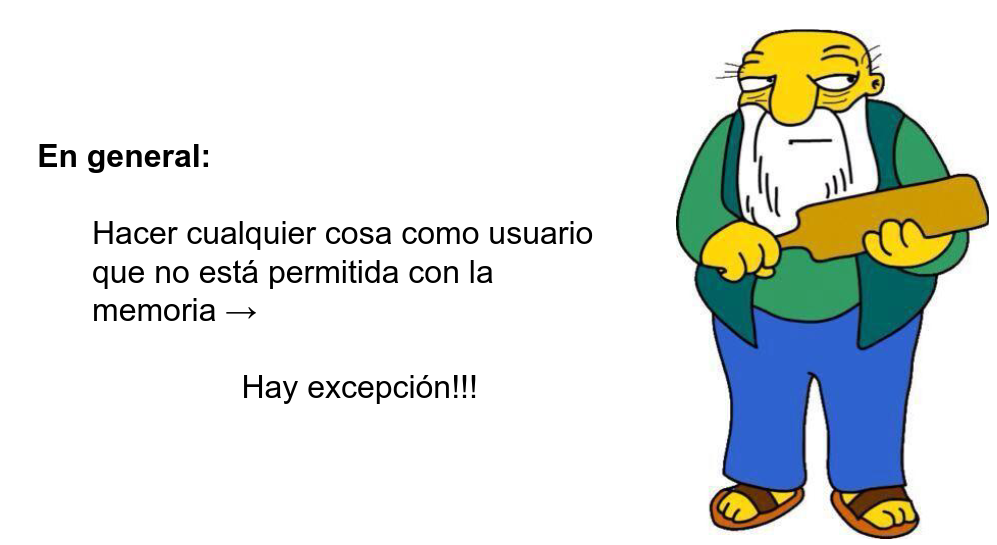 En general:
Hacer cualquier cosa como usuario
que no está permitida con la
memoria →
Hay excepción!!!